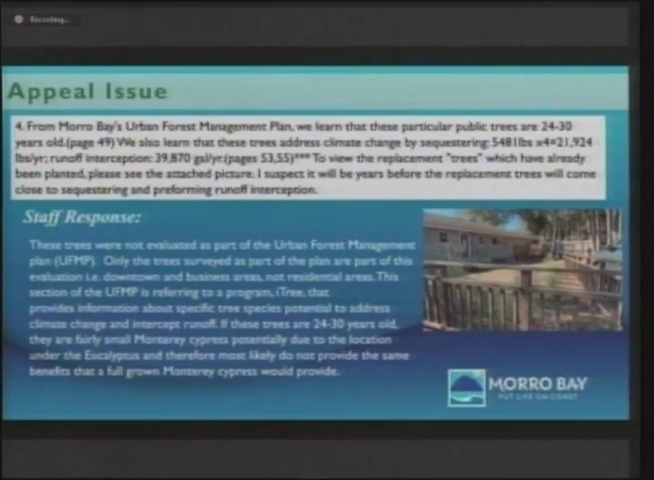 Recording...
Appeal Issue
4. From Morro Bay's Urban Forest Management Plan, we learn that these particular public trees are 24-30
years old.(page 49) We also learn that these trees address climate change by sequestering: 5481lbs x4=21,924
lbs/yr; runoff interception: 39,870 gal/yr.(pages 53,55)*** To view the replacement "trees" which have already
been planted, please see the attached picture. I suspect it will be years before the replacement trees will come
close to sequestering and preforming runoff interception.
Staff Response:
These trees were not evaluated as part of the Urban Forest Management
plan (UFMP). Only the trees surveyed as part of the plan are part of this
evaluation i.e. downtown and business areas, not residential areas. This
section of the UFMP is referring to a program, iTree, that
provides information about specific tree species potential to address
climate change and intercept runoff. If these trees are 24-30 years old,
they are fairly small Monterey cypress potentially due to the location
under the Eucalyptus and therefore most likely do not provide the same
benefits that a full grown Monterey cypress would provide.
MORRO BAY
PUT LIFE ON COAST